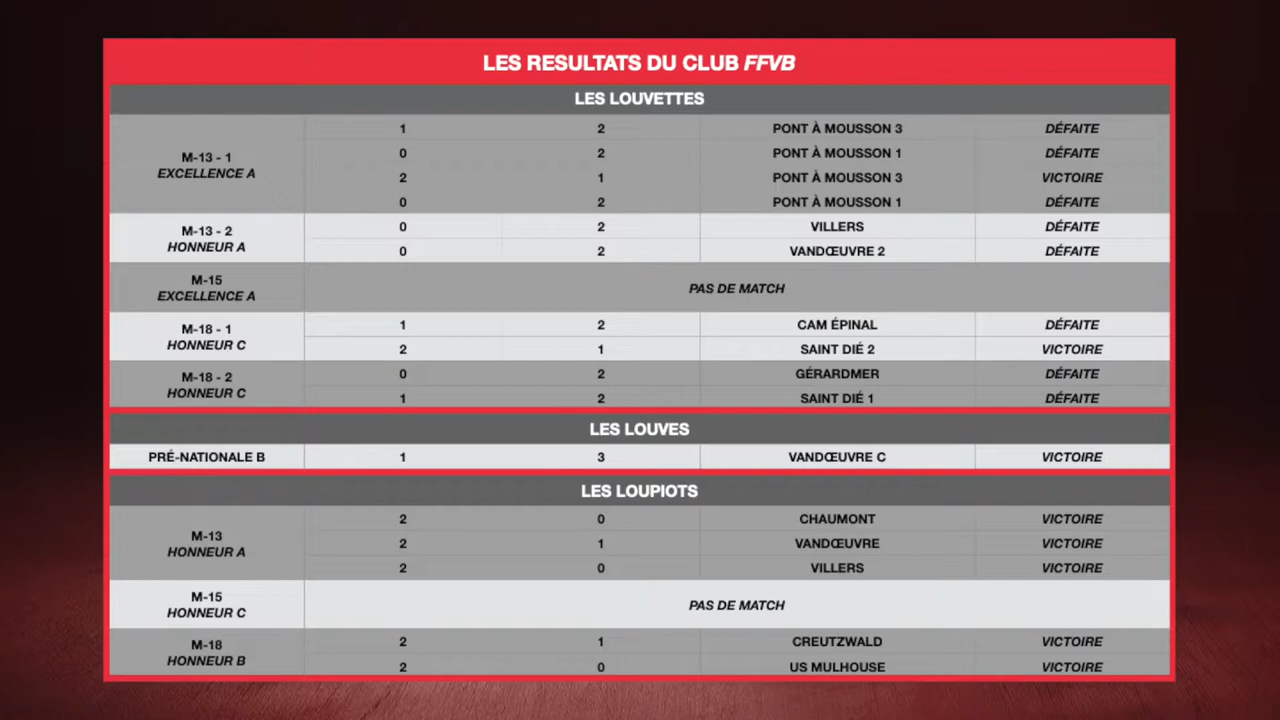 LES RESULTATS DU CLUB FFVB
LES LOUVETTES
M-13 - 1
EXCELLENCE A
1 2 PONT À MOUSSON 3 DÉFAITE
0 2 PONT À MOUSSON 1 DÉFAITE
2 1 PONT À MOUSSON 3 VICTOIRE
0 2 PONT À MOUSSON 1 DÉFAITE
M-13 - 2
HONNEUR A
0 2 VILLERS DÉFAITE
0 2 VANDŒUVRE 2 DÉFAITE
M-15
EXCELLENCE A
PAS DE MATCH
M-18 - 1
HONNEUR C
1 2 CAM ÉPINAL DÉFAITE
2 1 SAINT DIÉ 2 VICTOIRE
M-18 - 2
HONNEUR C
0 2 GÉRARDMER DÉFAITE
1 2 SAINT DIÉ 1 DÉFAITE
LES LOUVES
PRÉ-NATIONALE B 1 3 VANDŒUVRE C VICTOIRE
LES LOUPIOTS
M-13
HONNEUR A
2 0 CHAUMONT VICTOIRE
2 1 VANDŒUVRE VICTOIRE
2 0 VILLERS VICTOIRE
M-15
HONNEUR C
PAS DE MATCH
M-18
HONNEUR B
2 1 CREUTZWALD VICTOIRE
2 0 US MULHOUSE VICTOIRE